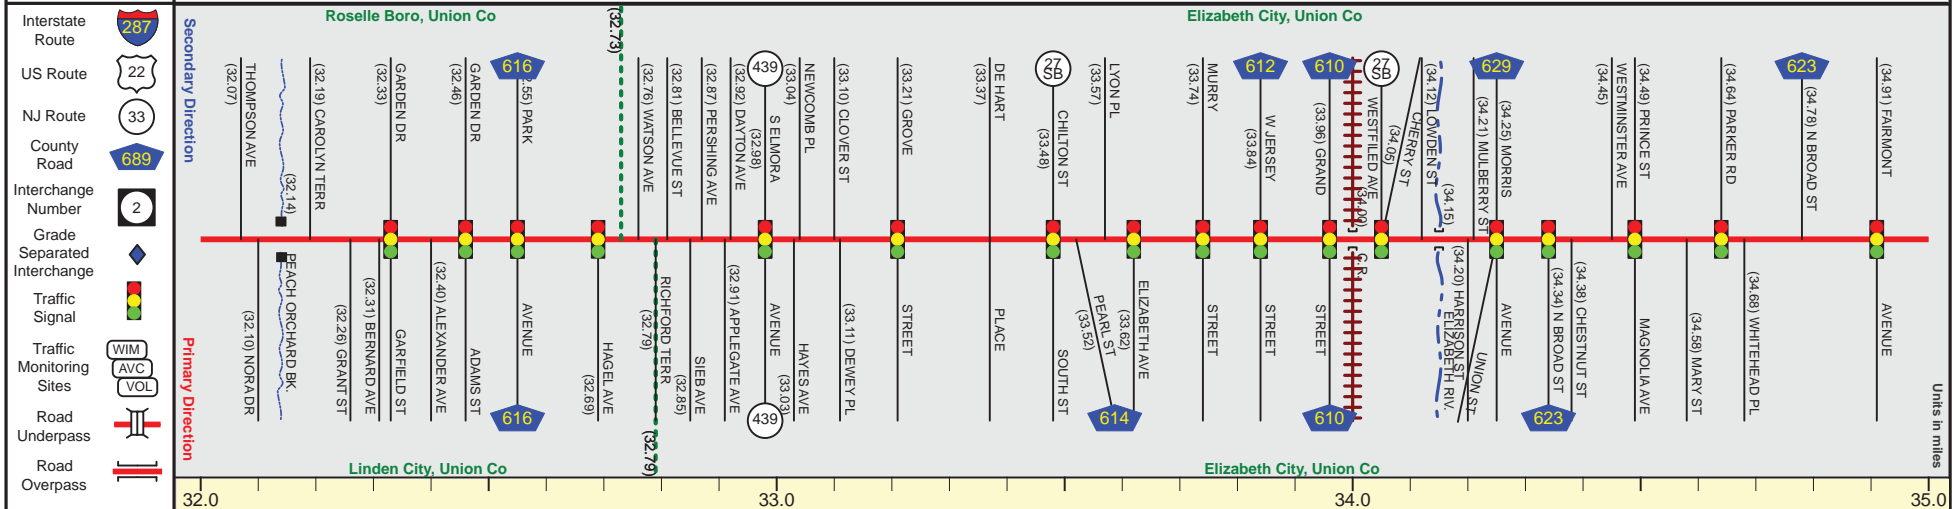 Interstate
Route
287
US Route
22
NJ Route
33
County
Road
689
Interchange
Number
2
Grade
Separated
Interchange
Traffic
Signal
Traffic
Monitoring
Sites
WIM
AVC
VOL
Road
Underpass
Road
Overpass
Secondary Direction
Primary Direction
Roselle Boro, Union Co
(32.73)
Elizabeth City, Union Co
THOMPSON AVE
(32.07)
(32.14)
(32.19) CAROLYN TERR
GARDEN DR
(32.33)
GARDEN DR
(32.46)
616
.55) PARK
(32.76) WATSON AVE
(32.81) BELLEVUE ST
(32.87) PERSHING AVE
(32.92) DAYTON AVE
439
S ELMORA
(32.98)
NEWCOMB PL
(33.04)
(33.10) CLOVER ST
(33.21) GROVE
DE HART
(33.37)
27
SB
CHILTON ST
(33.48)
LYON PL
(33.57)
MURRY
(33.74)
612
W JERSEY
(33.84)
610
(33.96) GRAND
(34.00)
WESTFILED AVE
27
SB
(34.05)
CHERRY ST
(34.12) LOWDEN ST
(34.15)
(34.21) MULBERRY ST
629
(34.25) MORRIS
WESTMINSTER AVE
(34.45)
(34.49) PRINCE ST
(34.64) PARKER RD
623
(34.78) N BROAD ST
(34.91) FAIRMONT
(32.10) NORA DR
PEACH ORCHARD BK.
(32.26) GRANT ST
(32.31) BERNARD AVE
GARFIELD ST
(32.40) ALEXANDER AVE
ADAMS ST
AVENUE
616
HAGEL AVE
(32.69)
RICHFORD TERR
(32.79)
(32.79)
SIEB AVE
(32.85)
(32.91) APPLEGATE AVE
AVENUE
439
HAYES AVE
(33.03)
(33.11) DEWEY PL
STREET
PLACE
SOUTH ST
PEARL ST
(33.52)
614
ELIZABETH AVE
(33.62)
STREET
STREET
STREET
610
C.R.
ELIZABETH RIV.
(34.20) HARRISON ST
UNION ST
AVENUE
(34.34) N BROAD ST
623
(34.38) CHESTNUT ST
MAGNOLIA AVE
(34.58) MARY ST
(34.68) WHITEHEAD PL
AVENUE
Units in miles
Linden City, Union Co
Elizabeth City, Union Co
32.0
33.0
34.0
35.0